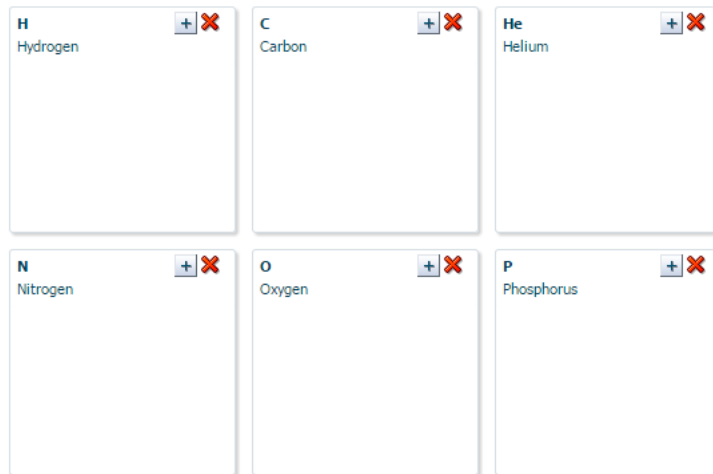 H
Hydrogen
C
Carbon
He
Helium
N
Nitrogen
O
Oxygen
P
Phosphorus